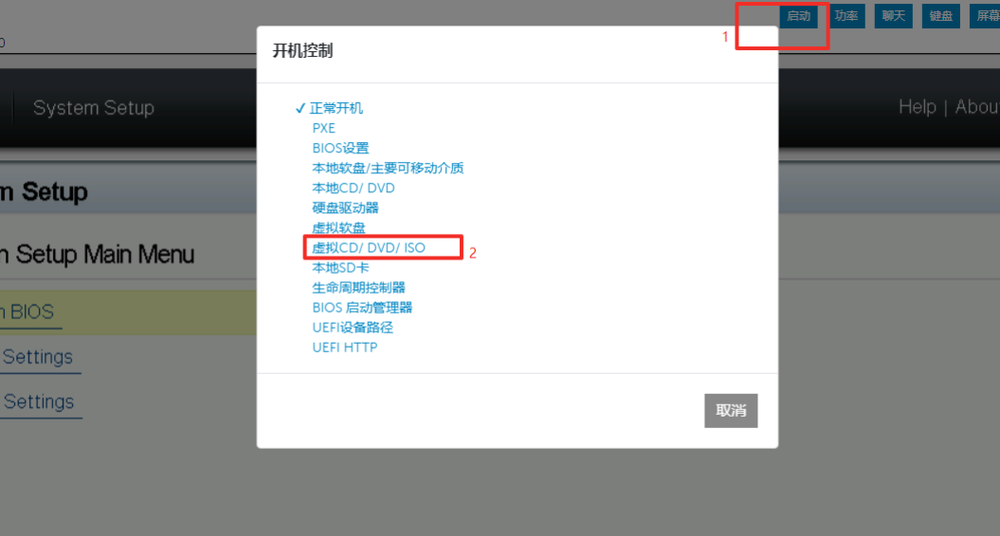 启动 功率 聊天 键盘 屏幕
1
开机控制
System Setup
Help | Abou
✓ 正常开机
PXE
BIOS设置
本地软盘/主要可移动介质
本地CD/ DVD
硬盘驱动器
虚拟软盘
虚拟CD/ DVD/ ISO 2
本地SD卡
生命周期控制器
BIOS 启动管理器
UEFI设备路径
UEFI HTTP
取消
m Setup
n Setup Main Menu
n BIOS
Settings
Settings